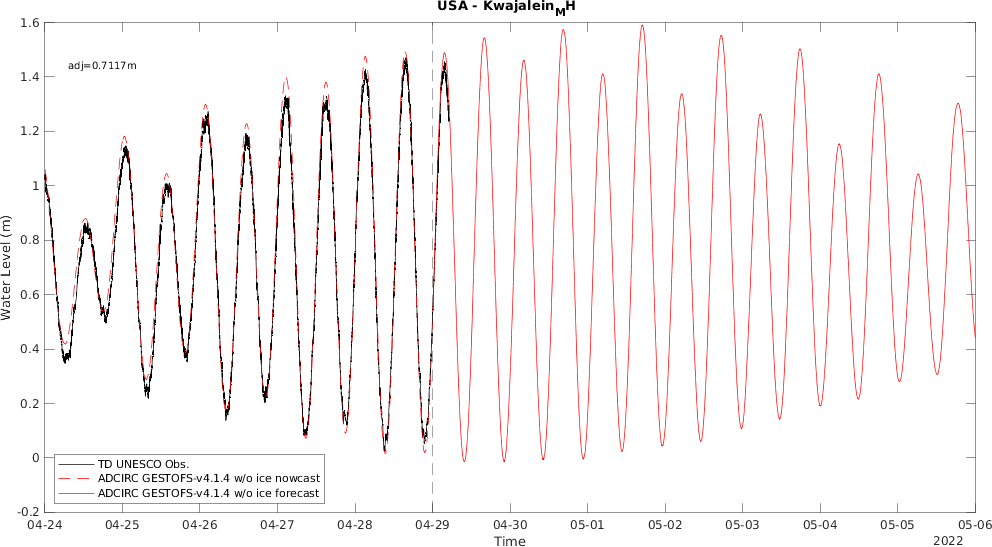 USA - Kwajalein_MH
adj=0.7117m
1.6
1.4
1.2
1
0.8
0.6
0.4
0.2
0
-0.2
Water Level (m)
TD UNESCO Obs.
ADCIRC GESTOFS-v4.1.4 w/o ice nowcast
ADCIRC GESTOFS-v4.1.4 w/o ice forecast
04-24 04-25 04-26 04-27 04-28 04-29 04-30 05-01 05-02 05-03 05-04 05-05 05-06
Time
2022